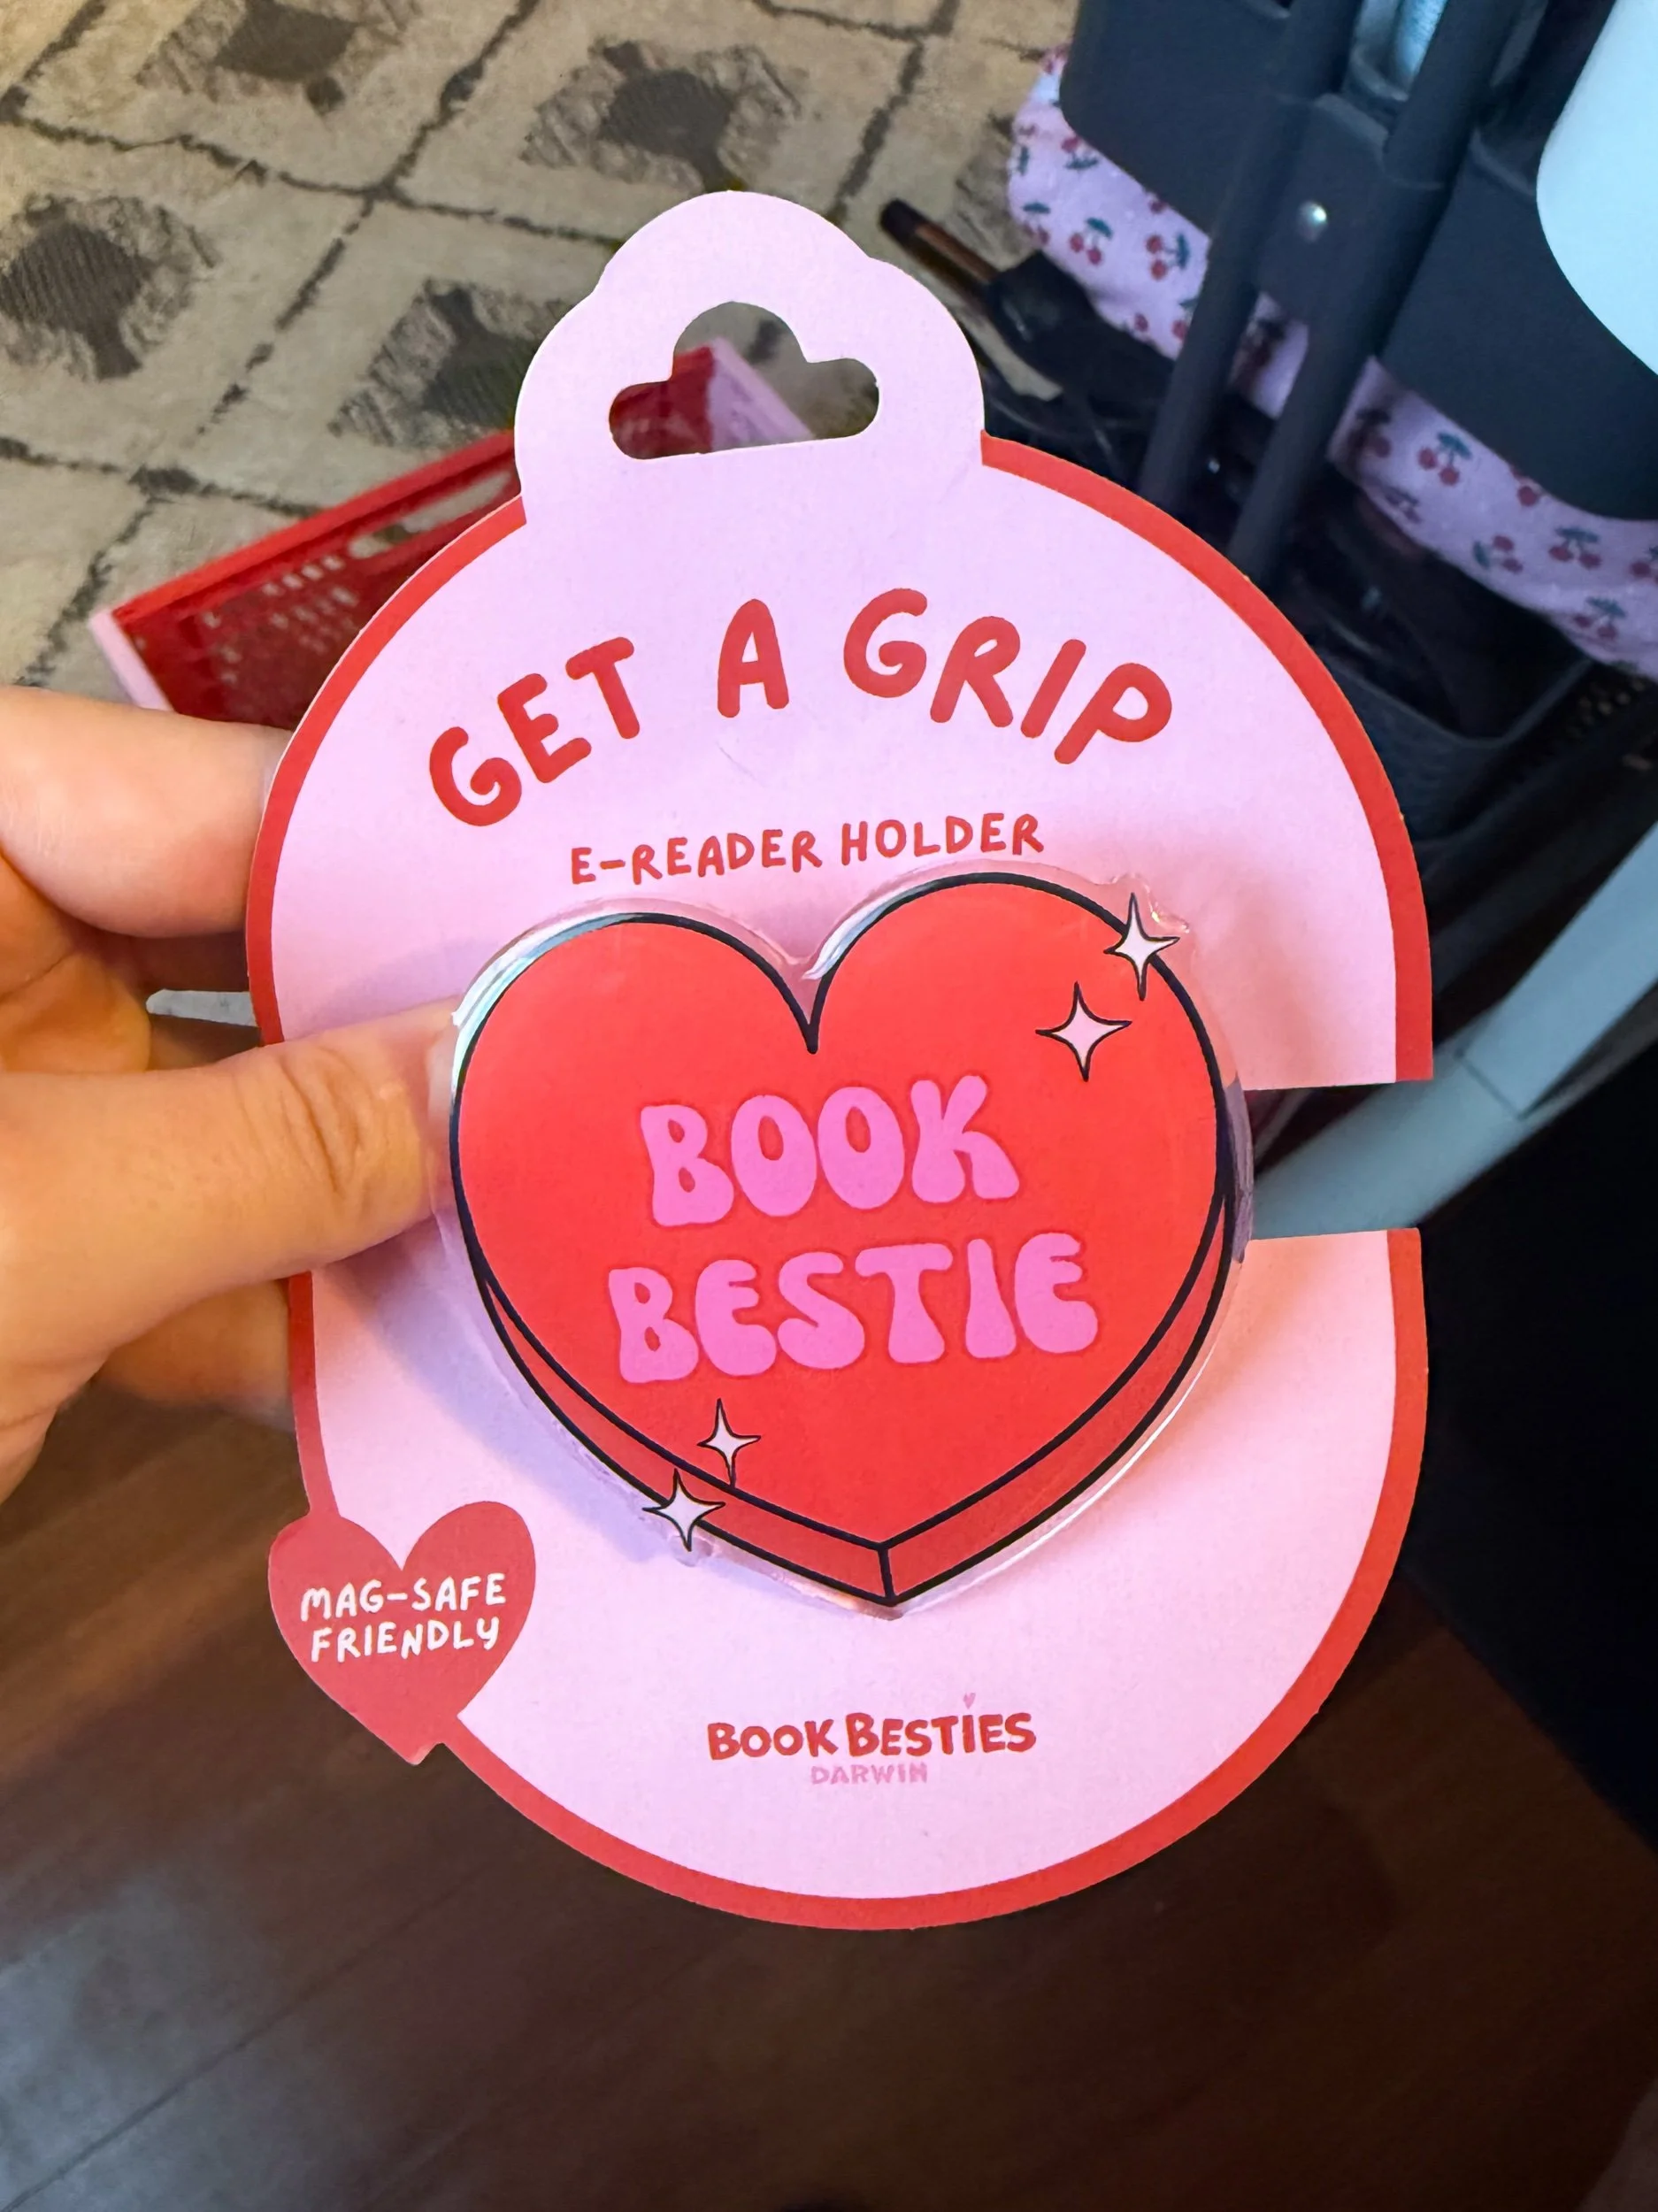 GET A GRIP
E-READER HOLDER
BOOK
BESTIE
MAG-SAFE
FRIENDLY
BOOK BESTIES
DARWIN